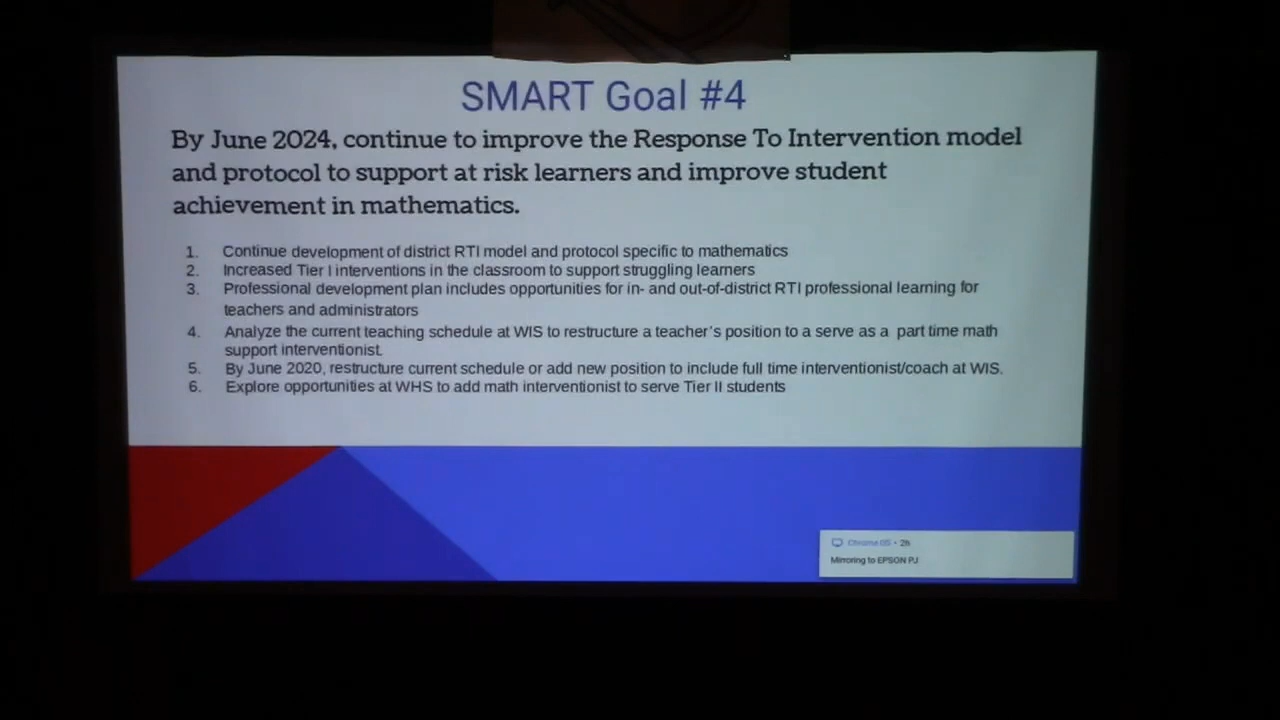 SMART Goal #4
By June 2024, continue to improve the Response To Intervention model
and protocol to support at risk learners and improve student
achievement in mathematics.
1. Continue development of district RTI model and protocol specific to mathematics
2. Increased Tier I interventions in the classroom to support struggling learners
3. Professional development plan includes opportunities for in- and out-of-district RTI professional learning for
teachers and administrators
4. Analyze the current teaching schedule at WIS to restructure a teacher's position to a serve as a part time math
support interventionist.
5. By June 2020, restructure current schedule or add new position to include full time interventionist/coach at WIS.
6. Explore opportunities at WHS to add math interventionist to serve Tier II students
Chrome OS • 2h
Mirroring to EPSON PJ